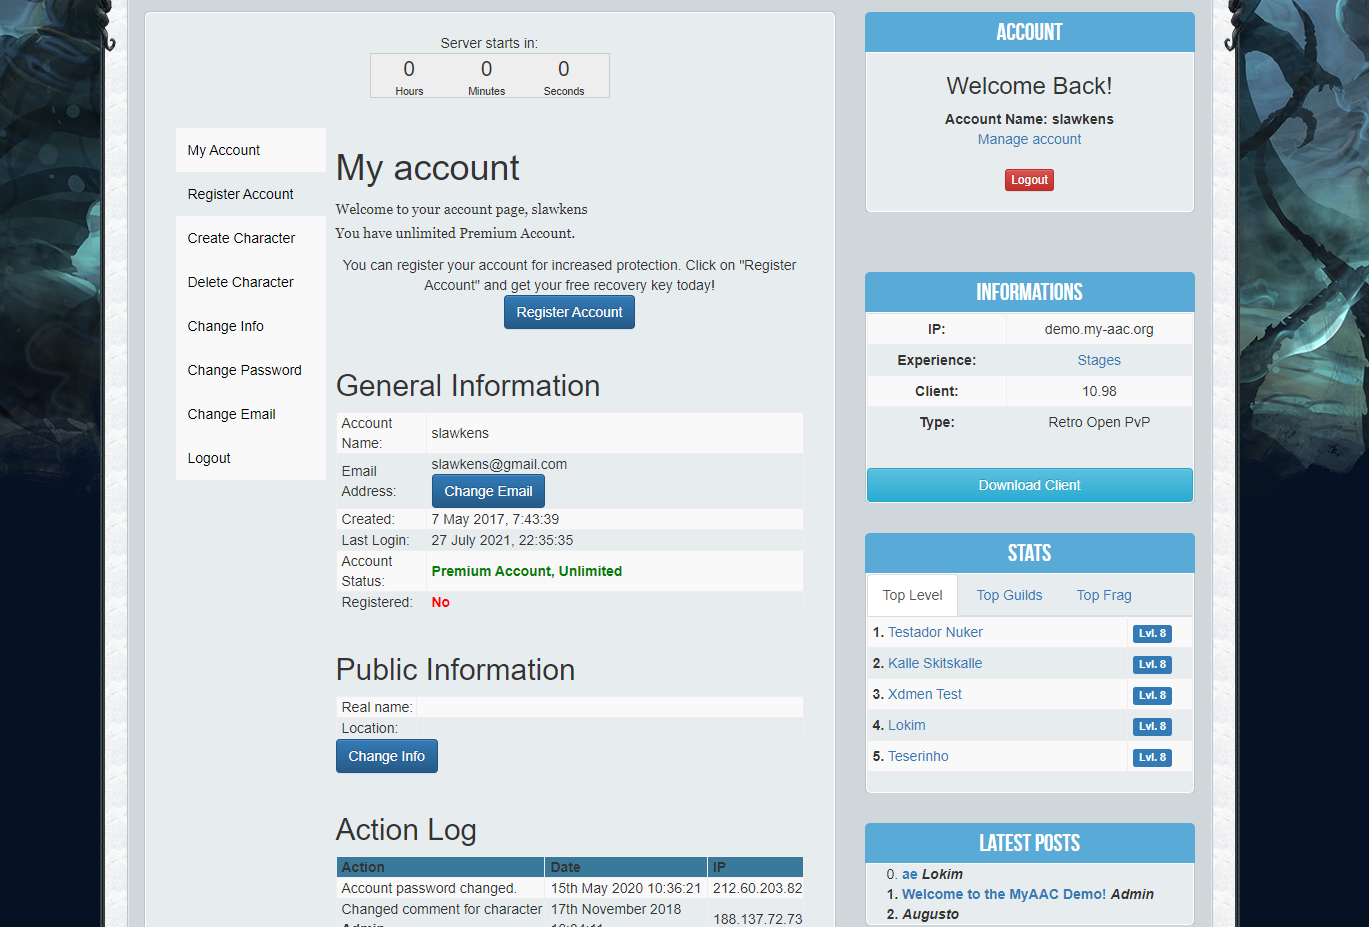 Server starts in:
0 0 0
Hours Minutes Seconds
My Account
Register Account
Create Character
Delete Character
Change Info
Change Password
Change Email
Logout
My account
Welcome to your account page, slawkens
You have unlimited Premium Account.
You can register your account for increased protection. Click on "Register
Account" and get your free recovery key today!
Register Account
General Information
Account
Name:
slawkens
Email
Address:
slawkens@gmail.com
Change Email
Created: 7 May 2017, 7:43:39
Last Login: 27 July 2021, 22:35:35
Account
Status:
Premium Account, Unlimited
Registered: No
Public Information
Real name:
Location:
Change Info
Action Log
Action Date IP
Account password changed. 15th May 2020 10:36:21 212.60.203.82
Changed comment for character 17th November 2018
188.137.72.73
ACCOUNT
Welcome Back!
Account Name: slawkens
Manage account
Logout
INFORMATIONS
IP: demo.my-aac.org
Experience: Stages
Client: 10.98
Type: Retro Open PvP
Download Client
STATS
Top Level Top Guilds Top Frag
1. Testador Nuker Lvl. 8
2. Kalle Skitskalle Lvl. 8
3. Xdmen Test Lvl. 8
4. Lokim Lvl. 8
5. Teserinho Lvl. 8
LATEST POSTS
0. ae Lokim
1. Welcome to the MyAAC Demo! Admin
2. Augusto